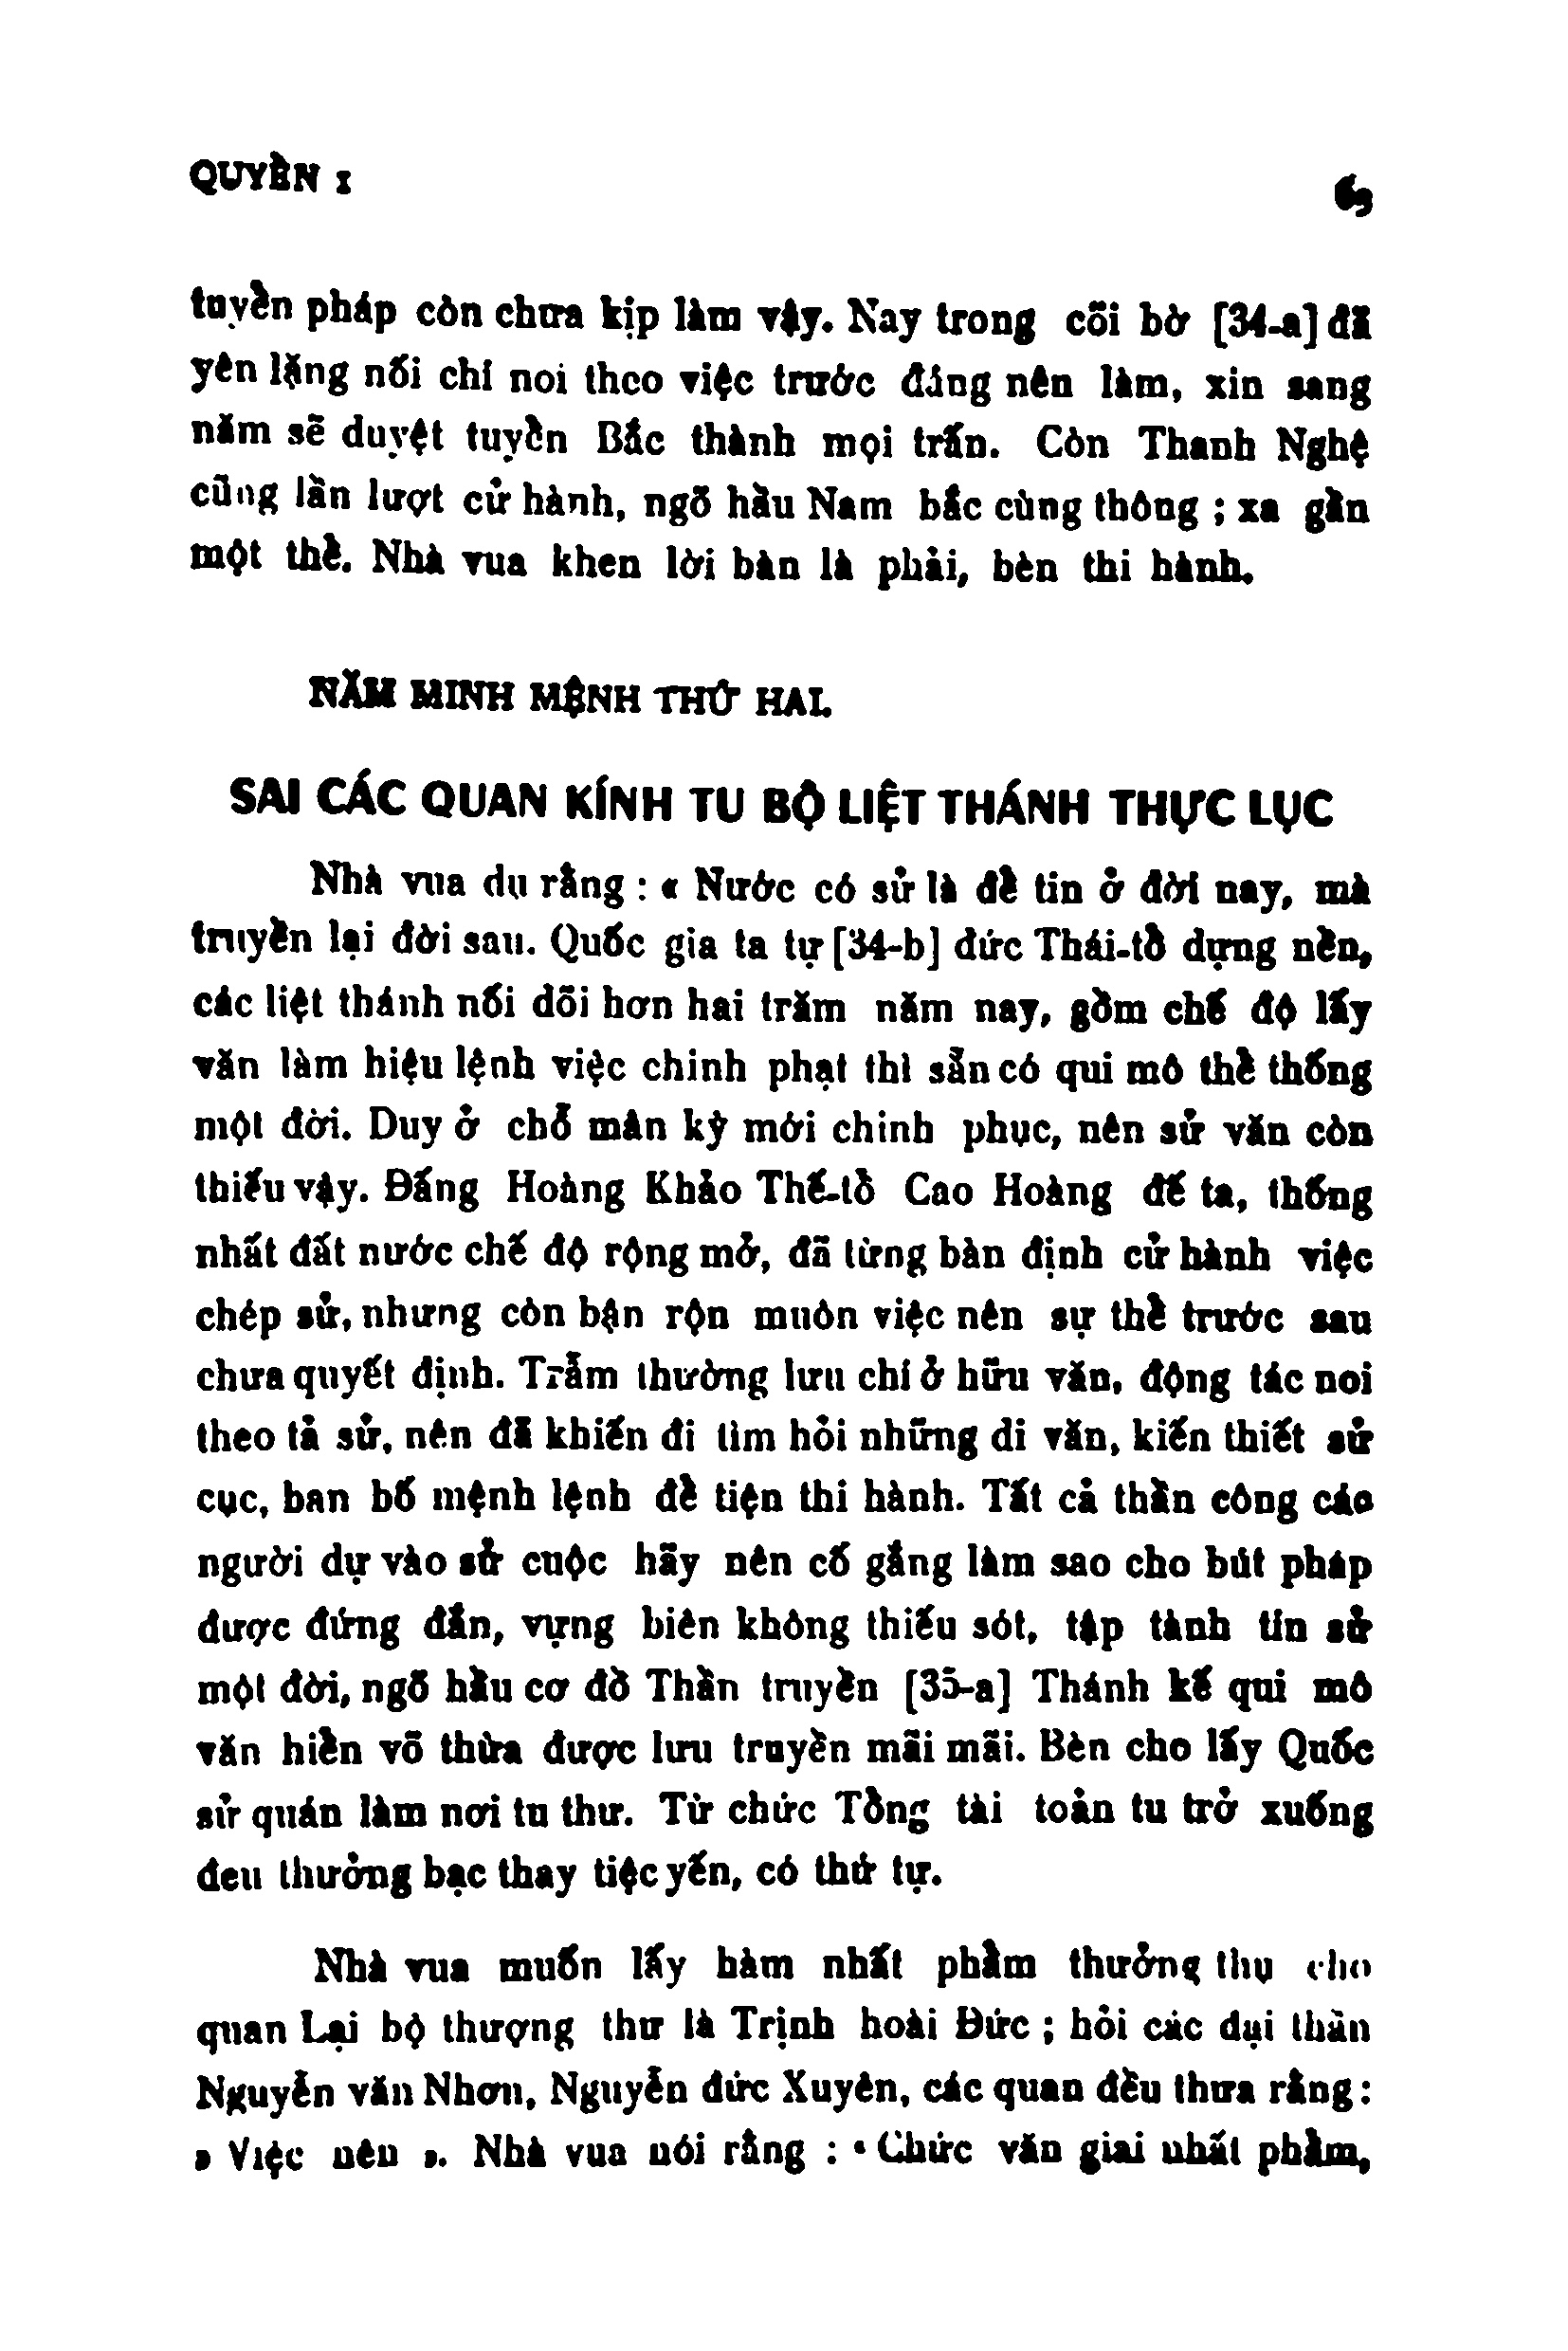 QUYỂN I
65
tuyển pháp còn chưa kịp làm vậy. Nay trong cõi bờ [34-a] đã
yên lặng nối chí noi theo việc trước đáng nên làm, xin sang
năm sẽ duyệt tuyển Bắc thành mọi trấn. Còn Thanh Nghệ
cũng lần lượt cử hành, ngõ hầu Nam bắc cùng thông ; xa gần
một thể. Nhà vua khen lời bàn là phải, bèn thi hành.
NĂM MINH MỆNH THỨ HAI.
SAI CÁC QUAN KÍNH TU BỘ LIỆT THÁNH THỰC LỤC
Nhà vua dụ rằng : « Nước có sử là để tin ở đời nay, mà
truyền lại đời sau. Quốc gia ta tự [34-b] đức Thái-tổ dựng nền,
các liệt thánh nối dõi hơn hai trăm năm nay, gồm chế độ lấy
văn làm hiệu lệnh việc chinh phạt thì sẵn có qui mô thể thống
một đời. Duy ở chỗ mân kỳ mới chinh phục, nên sử văn còn
thiếu vậy. Đấng Hoàng Khảo Thế-tổ Cao Hoàng đế ta, thống
nhất đất nước chế độ rộng mở, đã từng bàn định cử hành việc
chép sử, nhưng còn bận rộn muôn việc nên sự thể trước sau
chưa quyết định. Trẫm thường lưu chí ở hữu văn, động tác noi
theo tả sử, nên đã khiến đi tìm hỏi những di văn, kiến thiết sử
cục, ban bố mệnh lệnh để tiện thi hành. Tất cả thần công các
người dự vào sử cuộc hãy nên cố gắng làm sao cho bút pháp
được đứng đắn, vựng biên không thiếu sót, tập tành tín sử
một đời, ngõ hầu cơ đồ Thần truyền [35-a] Thánh kế qui mô
văn hiển võ thừa được lưu truyền mãi mãi. Bèn cho lấy Quốc
sử quán làm nơi tu thư. Từ chức Tổng tài toản tu trở xuống
đeu thưởng bạc thay tiệc yến, có thứ tự.
Nhà vua muốn lấy hàm nhất phẩm thưởng thụ cho
quan Lại bộ thượng thư là Trịnh hoài Đức ; hỏi các đại thần
Nguyễn văn Nhơn, Nguyễn đức Xuyên, các quan đều thưa rằng :
» Việc nên ». Nhà vua nói rằng : « Chức văn giai nhất phẩm,